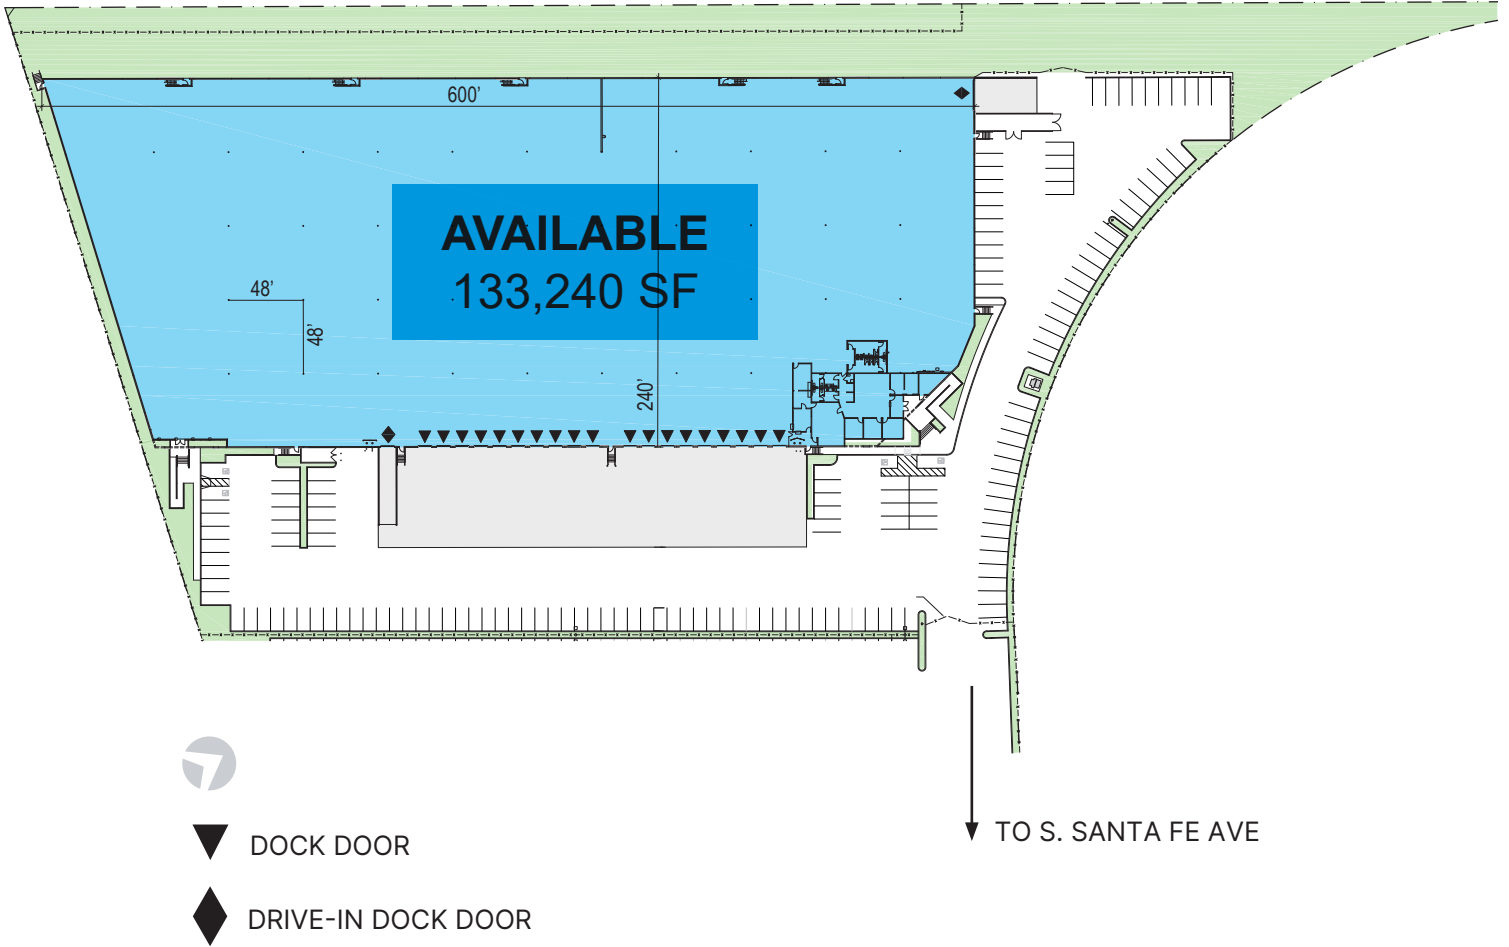 600’
AVAILABLE
133,240 SF
48’
48’
240’
DOCK DOOR
TO S. SANTA FE AVE
DRIVE-IN DOCK DOOR